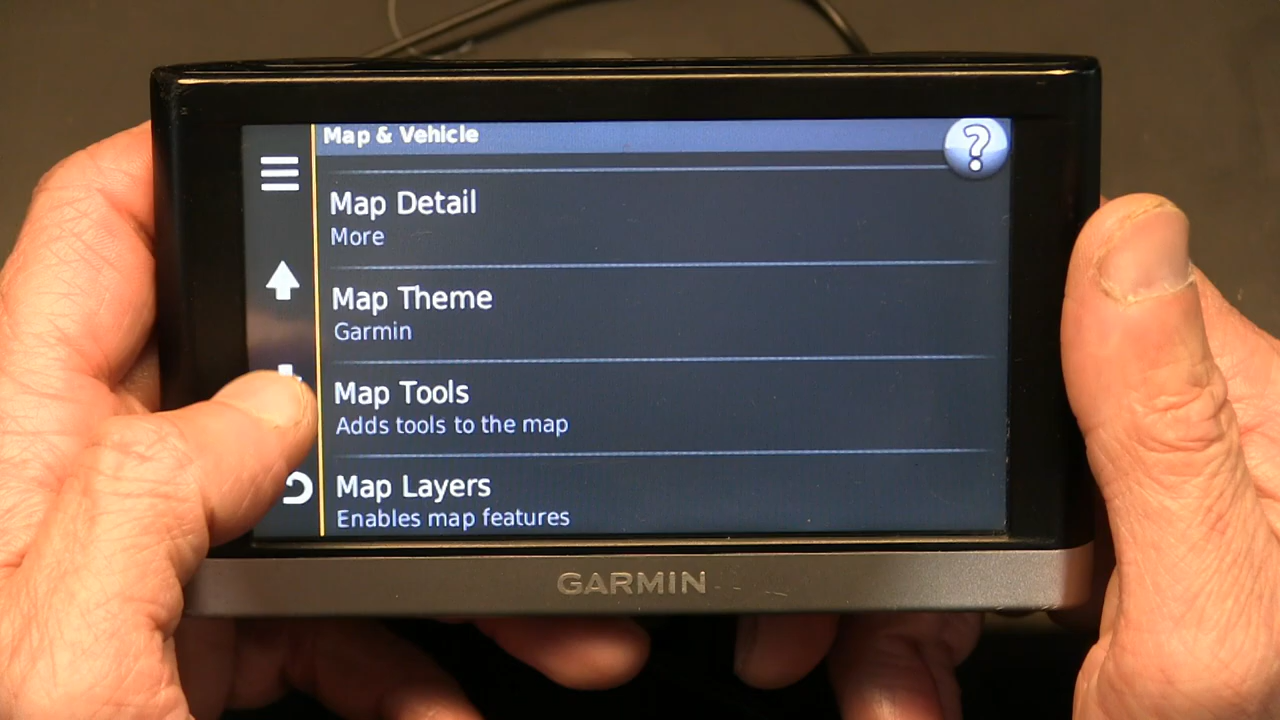 Map & Vehicle
?
Map Detail
More
Map Theme
Garmin
Map Tools
Adds tools to the map
Map Layers
Enables map features
GARMIN